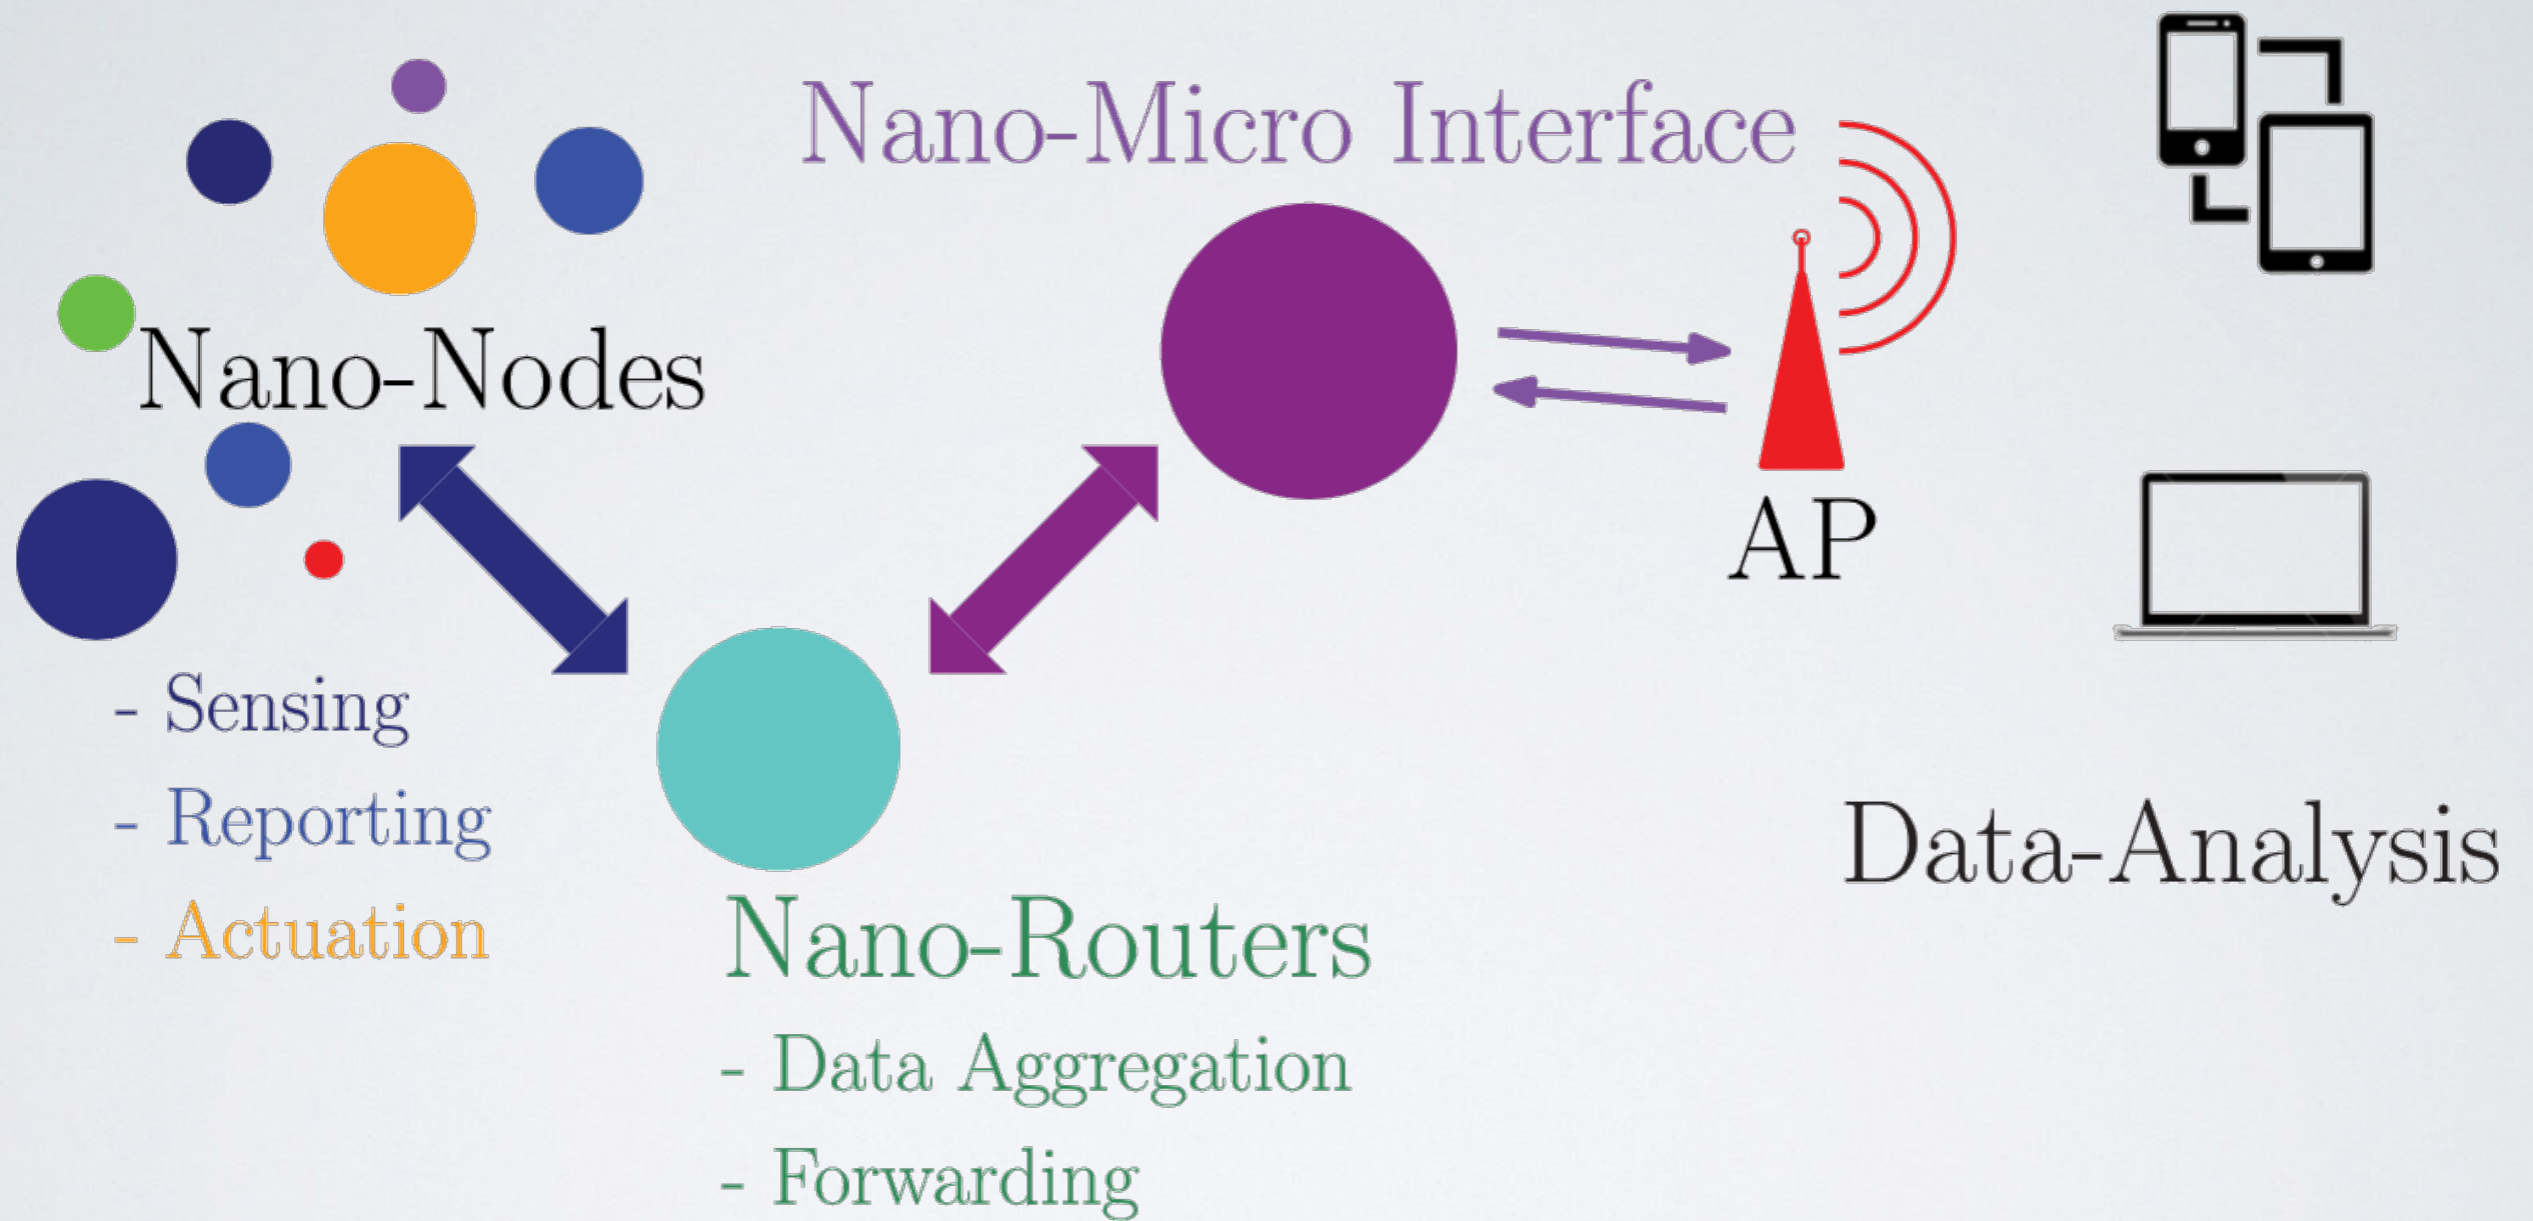 Nano-Micro Interface
Nano-Nodes
AP
- Sensing
- Reporting
- Actuation
Data-Analysis
Nano-Routers
- Data Aggregation
- Forwarding